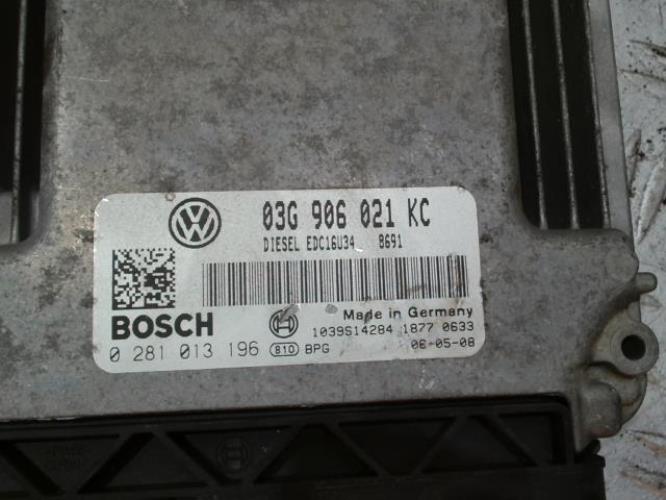 03G 906 021 KC
DIESEL EDC16U34 8691
BOSCH
Made in Germany
1039S14284 1877 0633
0 281 013 196 810 BPG 06-05-08